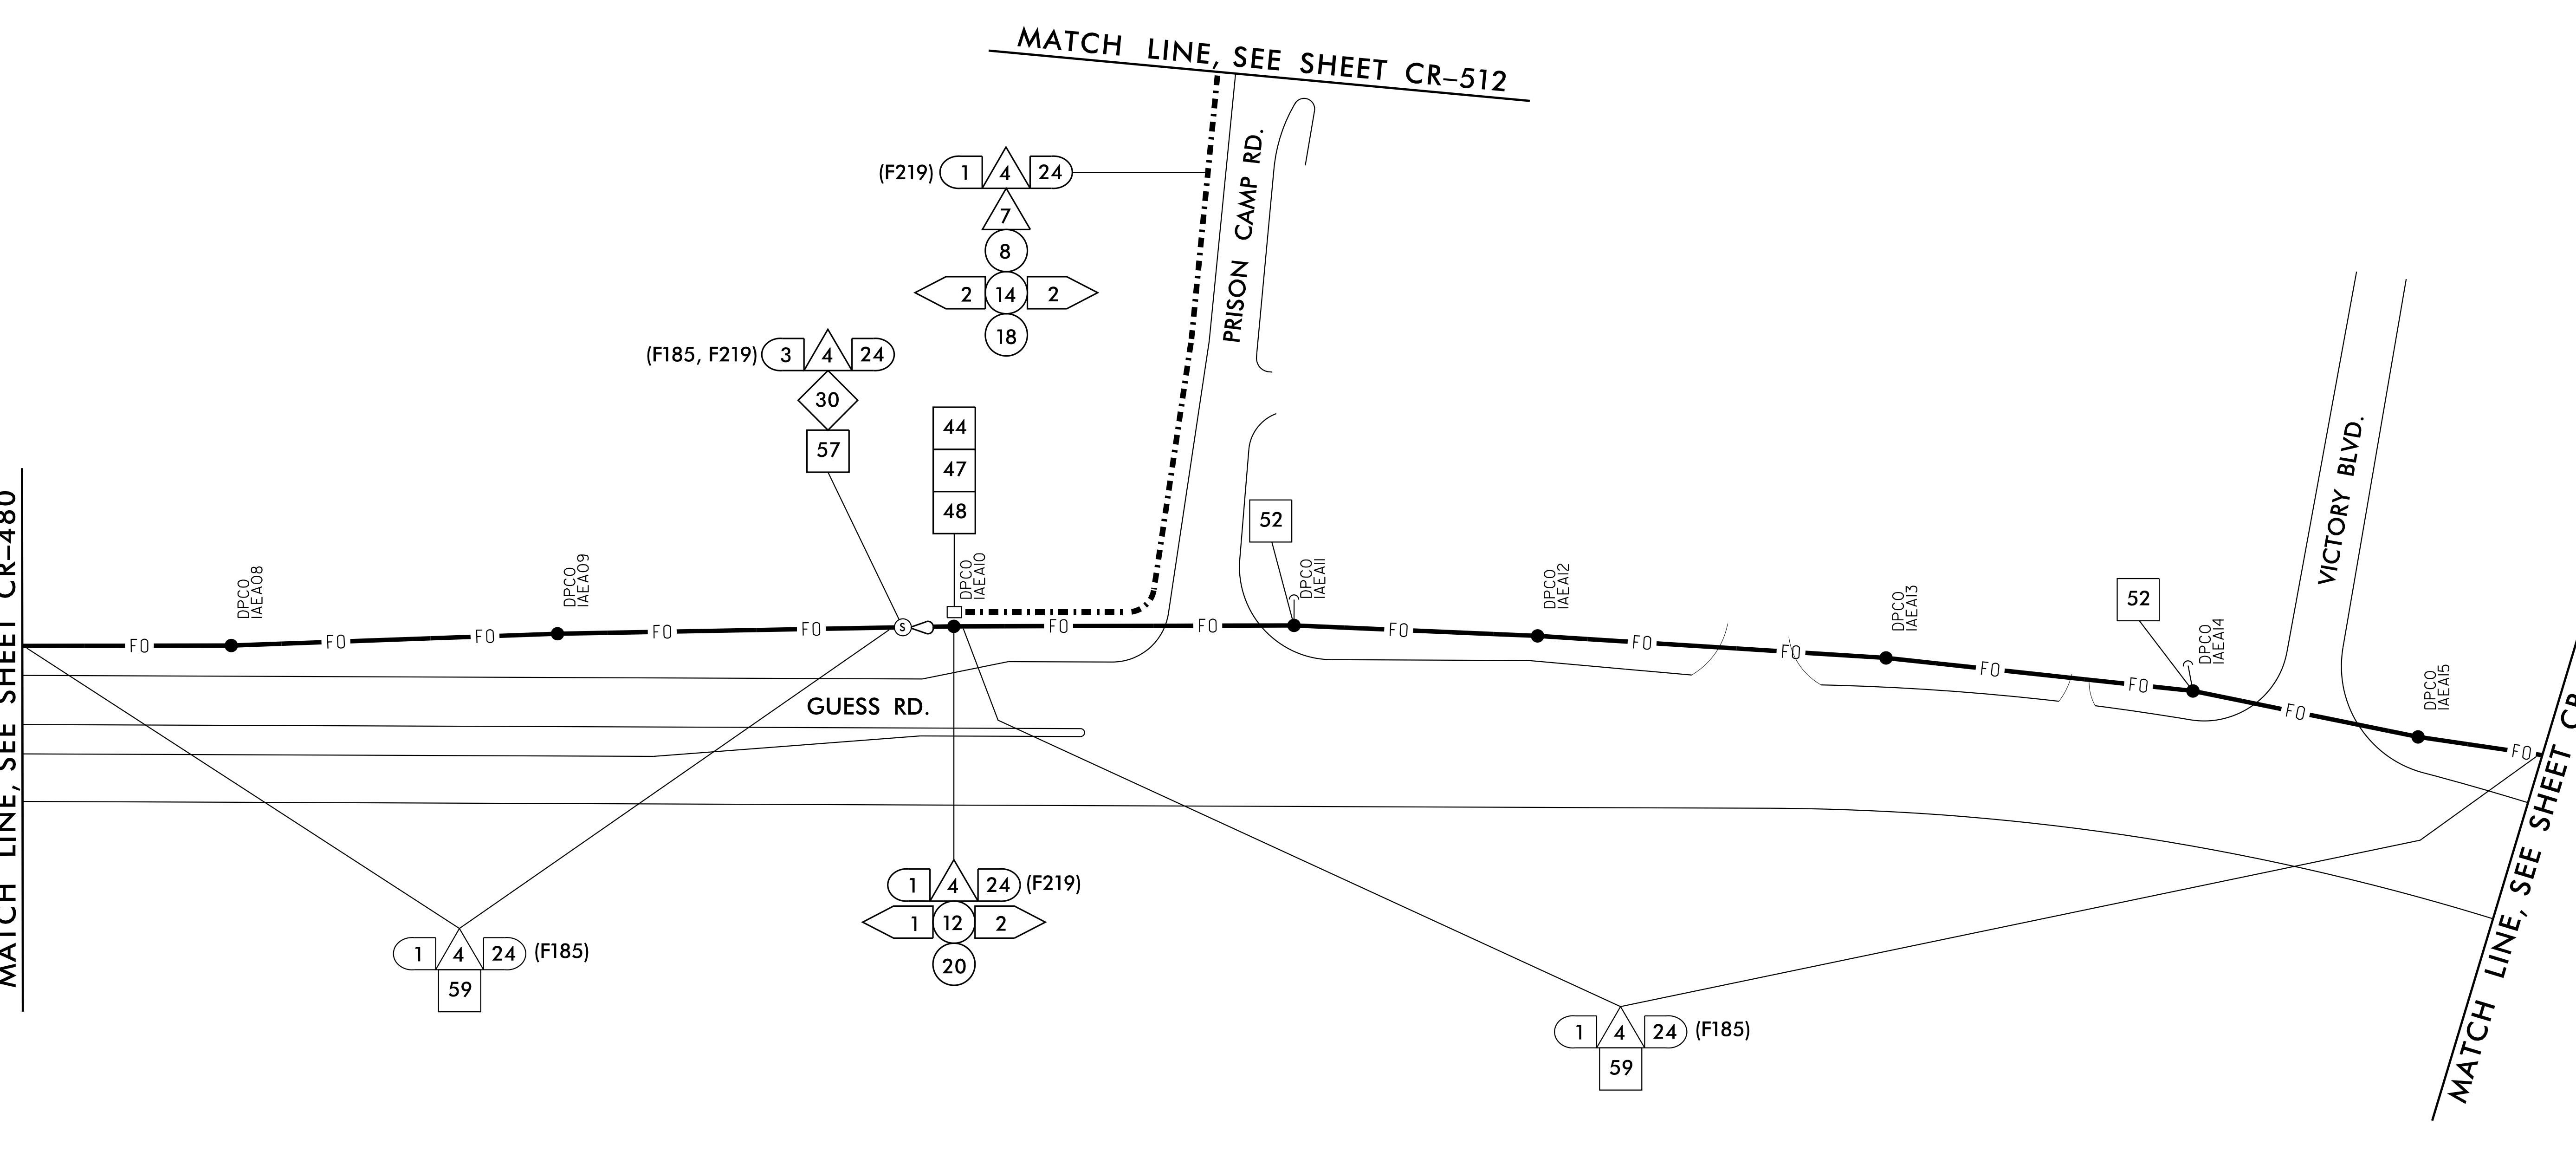 MATCH LINE, SEE SHEET CR-512
(F219) 1 4 24
7
8
2 14 2
18
PRISON CAMP RD.
(F185, F219) 3 4 24
30
57
44
47
48
52
52
VICTORY BLVD.
MATCH LINE, SEE SHEET CR-480
DPCO
IAEA08
DPCO
IAEA09
DPCO
IAEA10
DPCO
IAEA11
DPCO
IAEA12
DPCO
IAEA13
DPCO
IAEA14
DPCO
IAEA15
FO FO FO FO FO S FO FO FO FO FO FO FO FO FO
GUESS RD.
1 4 24 (F219)
1 12 2
20
1 4 24 (F185)
59
1 4 24 (F185)
59
MATCH LINE, SEE SHEET CR